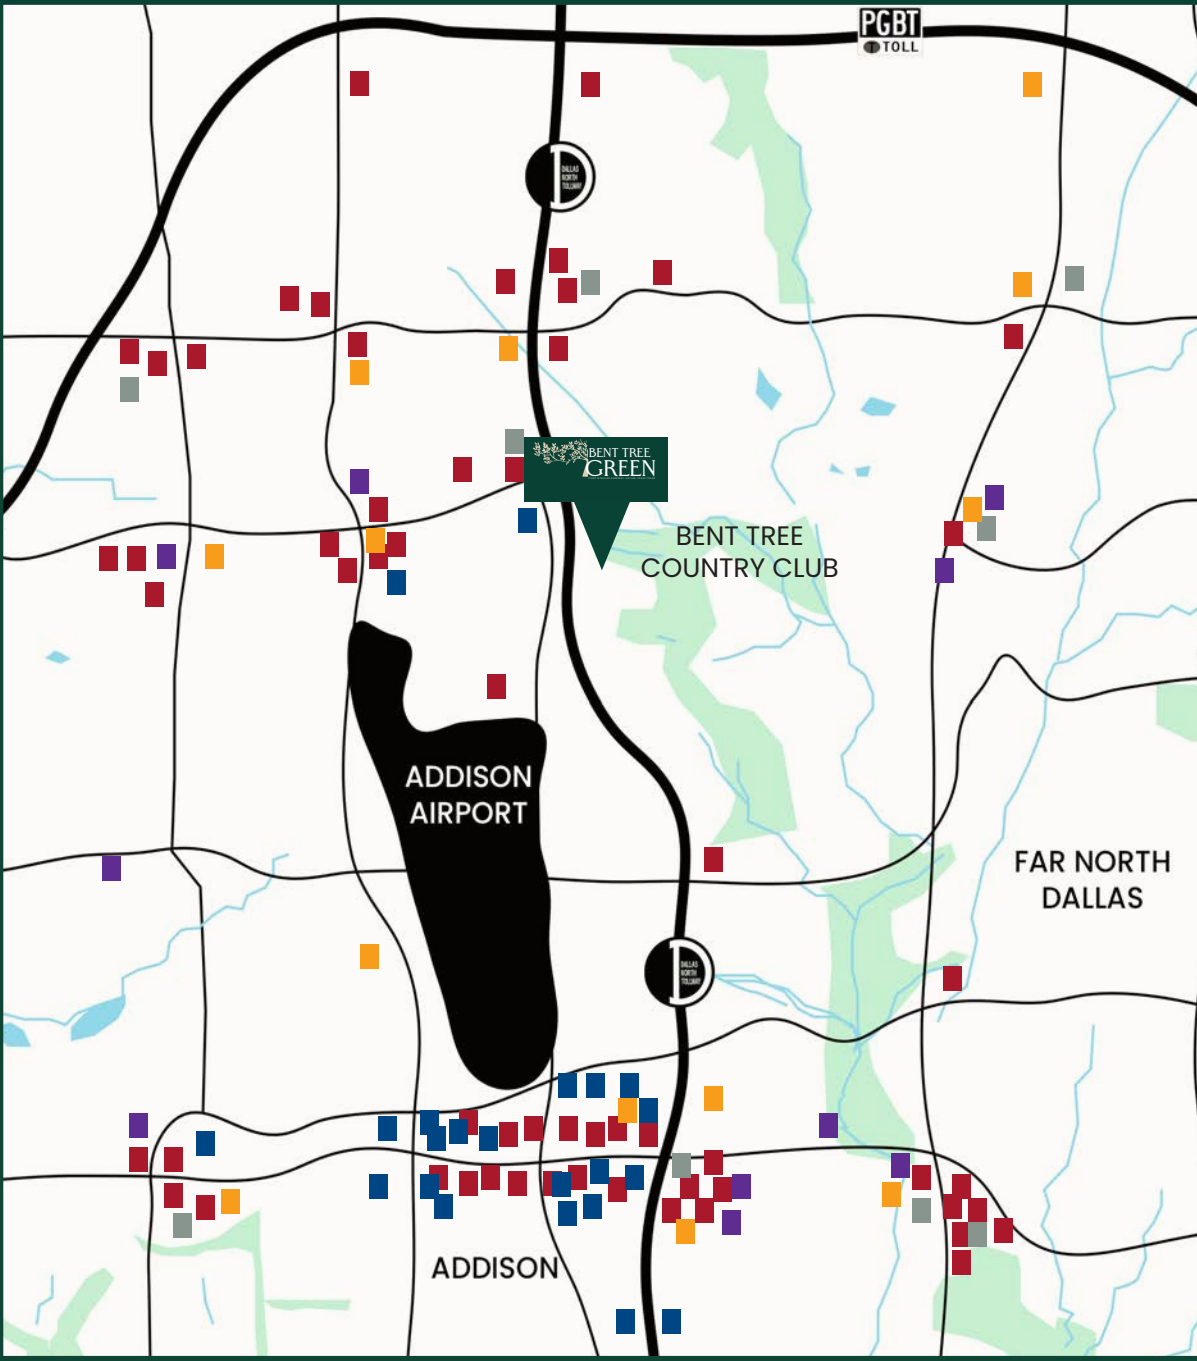 PGBT
TOLL
DALLAS
NORTH
TOLLWAY
BENT TREE
GREEN
BENT TREE
COUNTRY CLUB
ADDISON
AIRPORT
FAR NORTH
DALLAS
DALLAS
NORTH
TOLLWAY
ADDISON